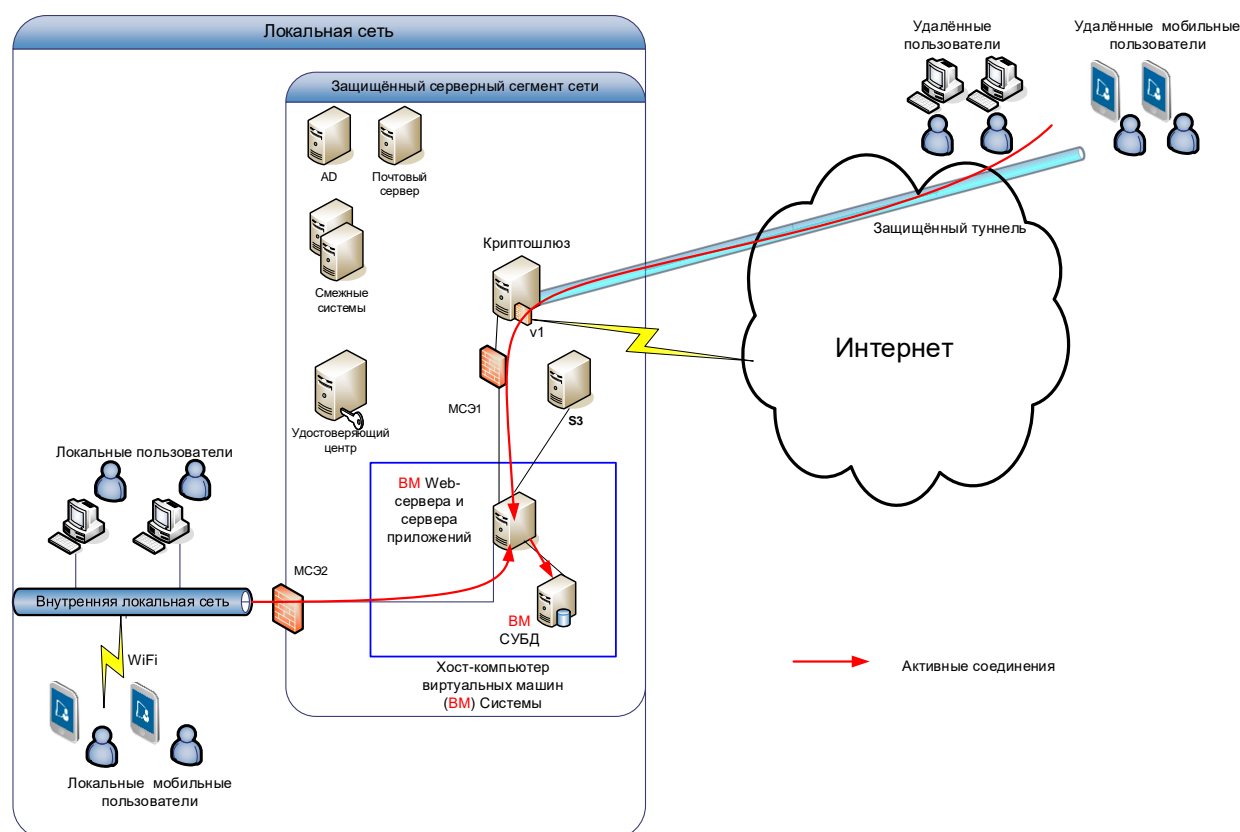 Локальная сеть
Удалённые
пользователи
Удалённые мобильные
пользователи
Защищённый серверный сегмент сети
AD
Почтовый
сервер
Смежные
системы
Криптошлюз
v1
Защищённый туннель
Интернет
МСЭ1
S3
Удостоверяющий
центр
Локальные пользователи
ВМ Web-
сервера и
сервера
приложений
МСЭ2
Внутренняя локальная сеть
ВМ
СУБД
WiFi
Хост-компьютер
виртуальных машин
(ВМ) Системы
Активные соединения
Локальные мобильные
пользователи